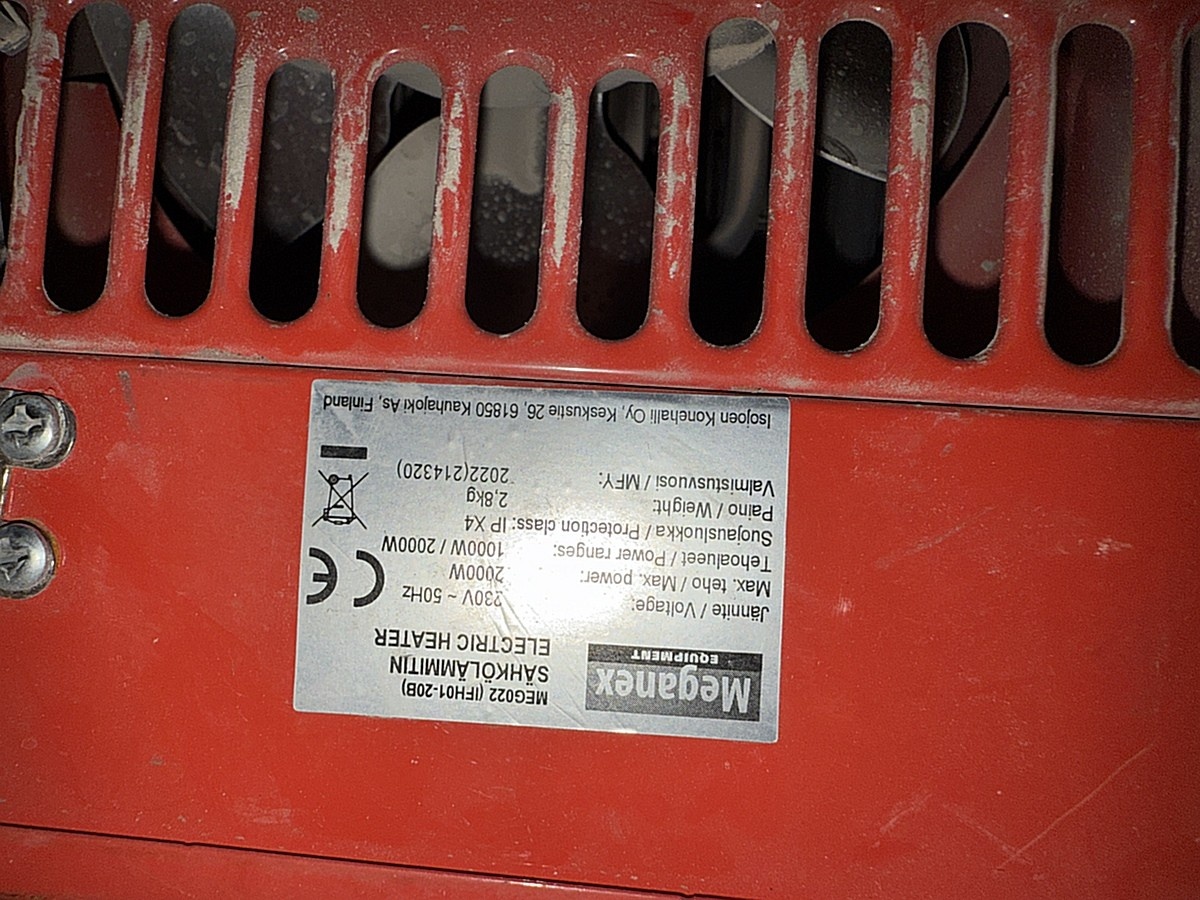 Meganex
EQUIPMENT
MEG022 (IFH01-20B)
SÄHKÖLÄMMITIN
ELECTRIC HEATER
Jännite / Voltage: 230V ~ 50Hz
Max. teho / Max. power: 2000W
Tehoalueet / Power ranges: 1000W / 2000W
Suojausluokka / Protection class: IP X4
Paino / Weight: 2,8kg
Valmistusvuosi / MFY: 2022(214320)
CE
Isojoen Konehalli Oy, Keskustie 26, 61850 Kauhajoki As, Finland